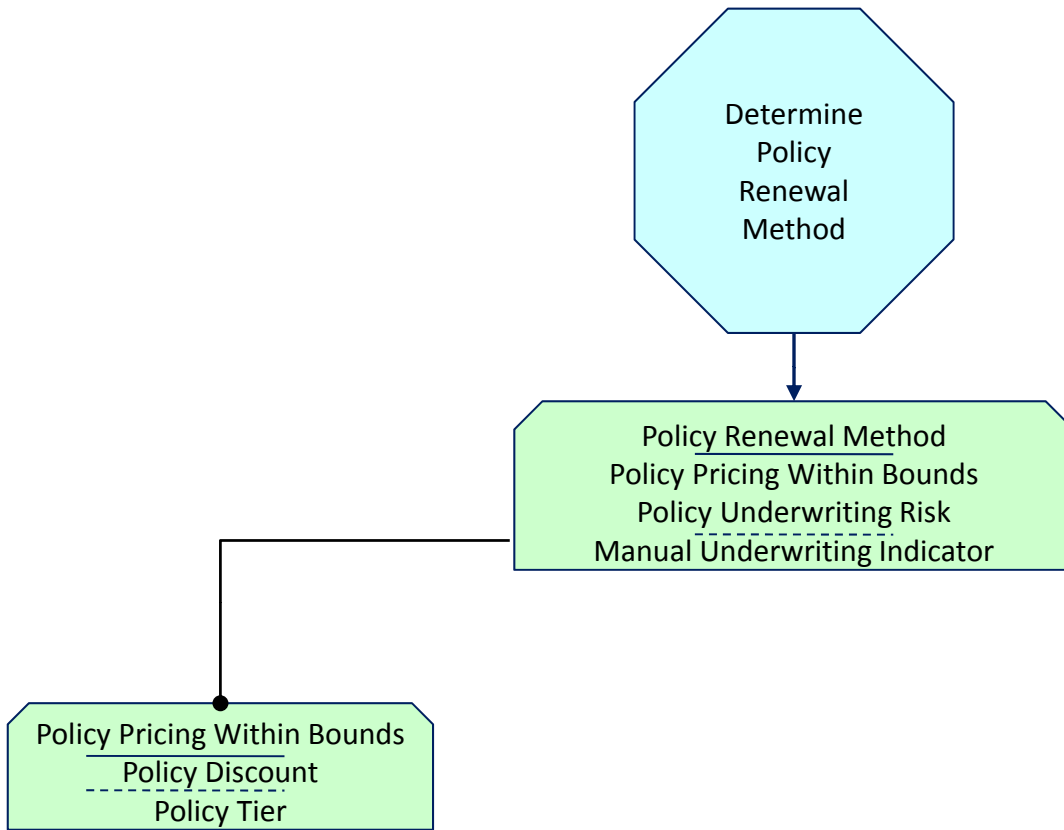 Determine
Policy
Renewal
Method
Policy Renewal Method
Policy Pricing Within Bounds
Policy Underwriting Risk
Manual Underwriting Indicator
Policy Pricing Within Bounds
Policy Discount
Policy Tier